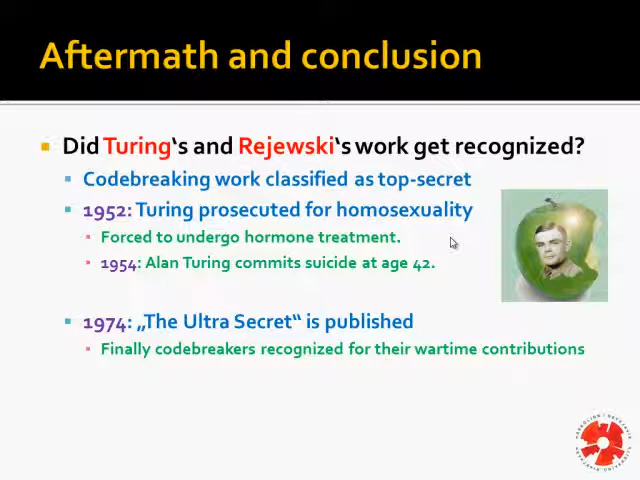 Aftermath and conclusion
Did Turing‘s and Rejewski‘s work get recognized?
Codebreaking work classified as top-secret
1952: Turing prosecuted for homosexuality
Forced to undergo hormone treatment.
1954: Alan Turing commits suicide at age 42.
1974: „The Ultra Secret“ is published
Finally codebreakers recognized for their wartime contributions